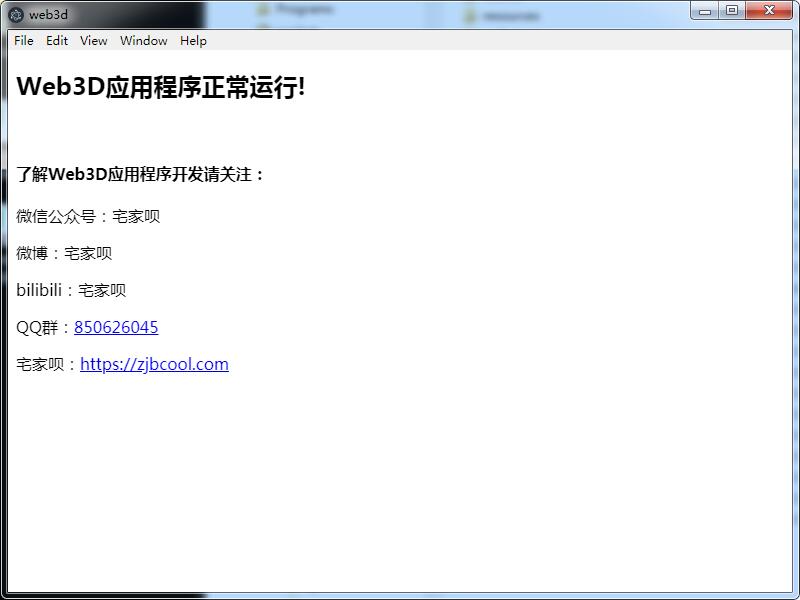 web3d
Programs
resources
File Edit View Window Help
Web3D应用程序正常运行!
了解Web3D应用程序开发请关注：
微信公众号：宅家呗
微博：宅家呗
bilibili：宅家呗
QQ群：850626045
宅家呗：https://zjbcool.com